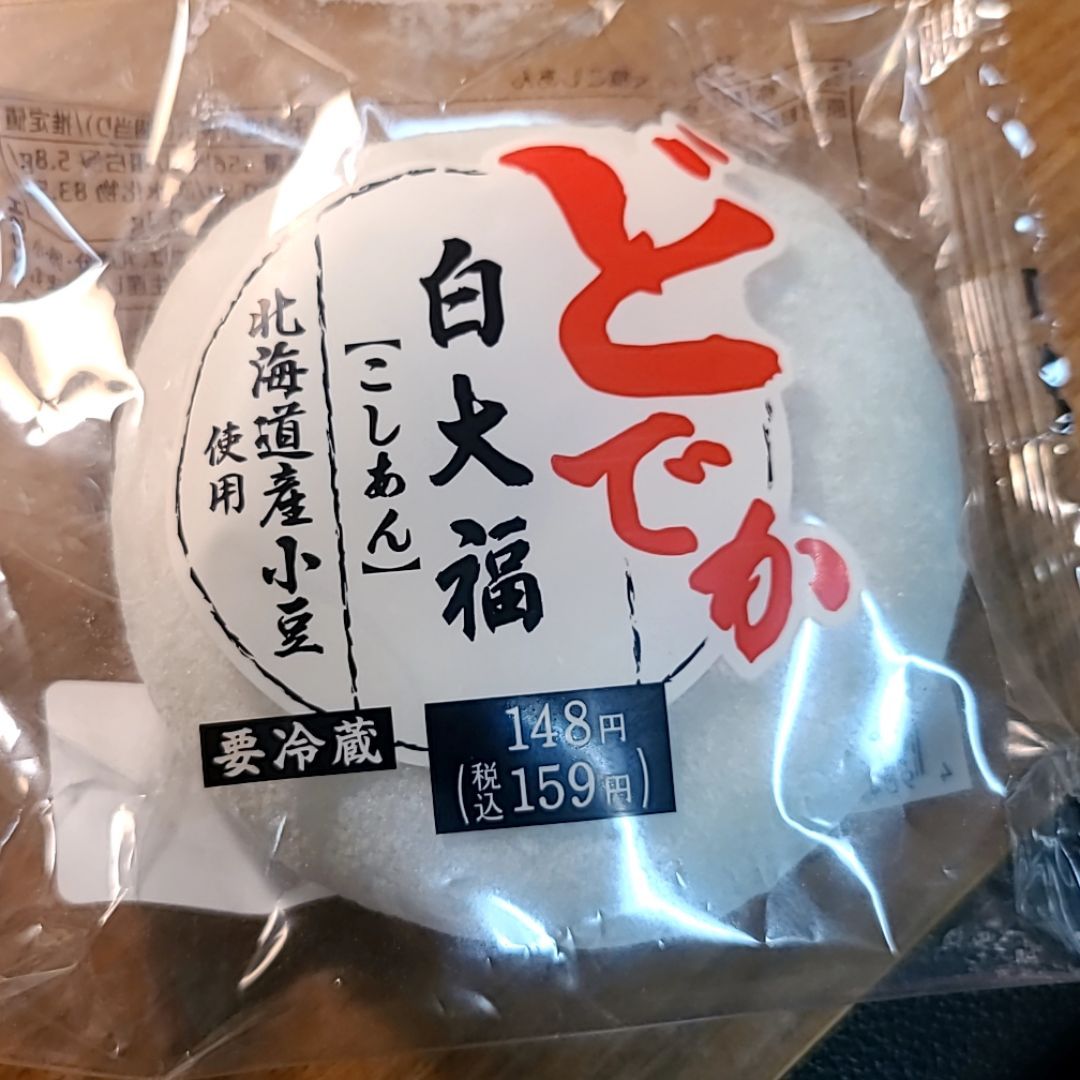 どでか
白大福
【こしあん】
北海道産小豆
使用
要冷蔵
148円
(税込159円)